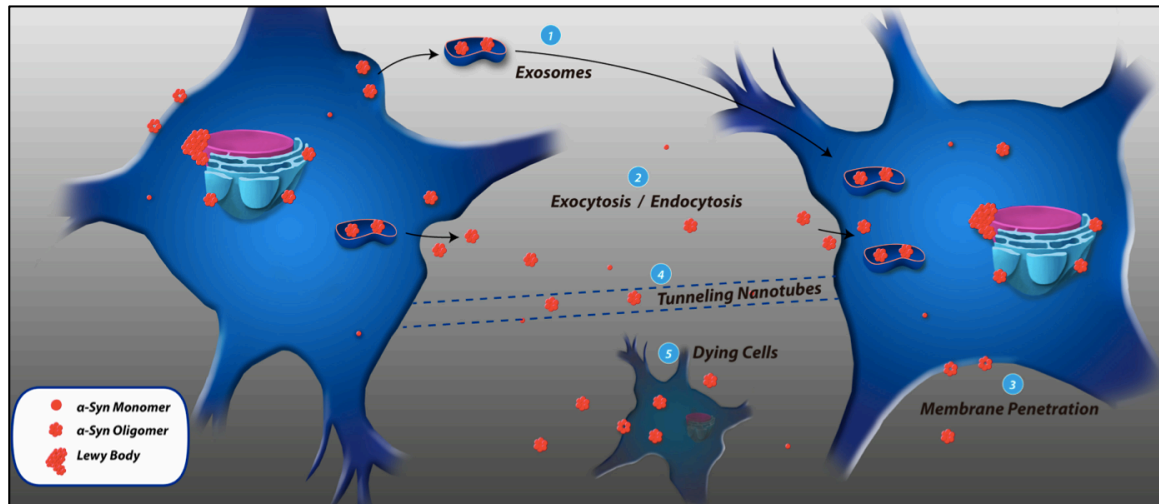 1
Exosomes
2
Exocytosis / Endocytosis
4
Tunneling Nanotubes
5
Dying Cells
3
Membrane Penetration
α-Syn Monomer
α-Syn Oligomer
Lewy Body